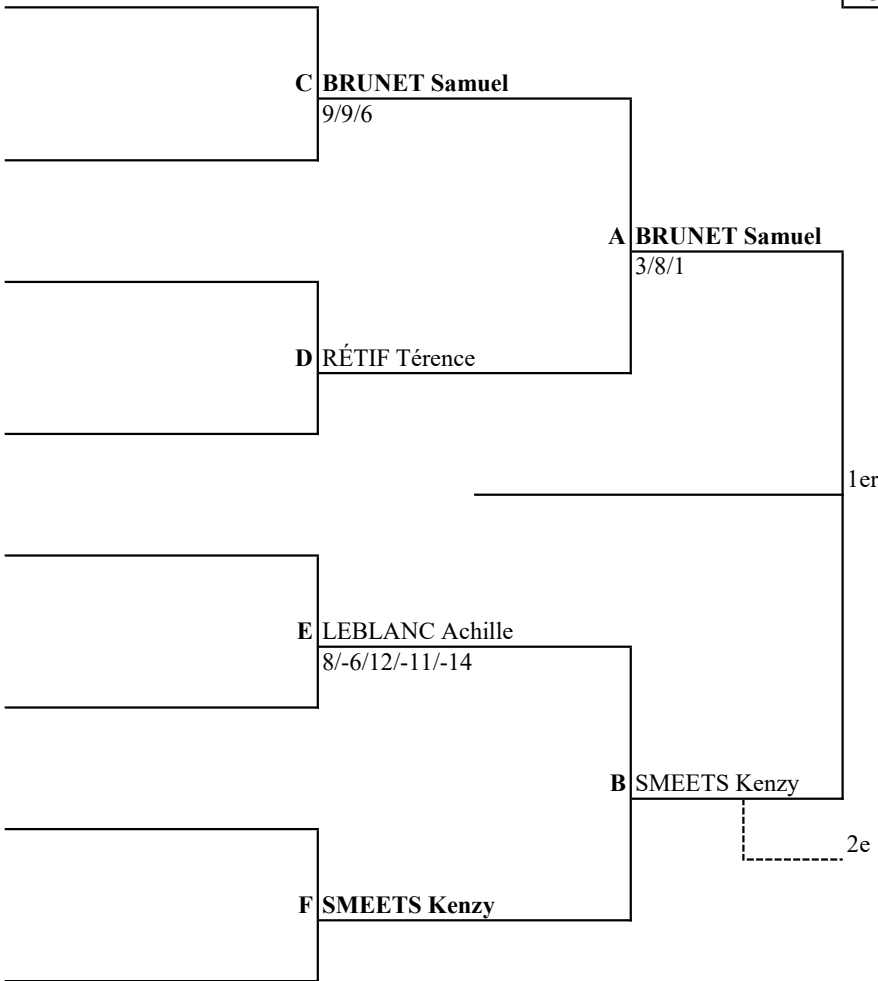 C BRUNET Samuel
9/9/6
A BRUNET Samuel
3/8/1
D RÉTIF Térence
1er
E LEBLANC Achille
8/-6/12/-11/-14
B SMEETS Kenzy
2e
F SMEETS Kenzy